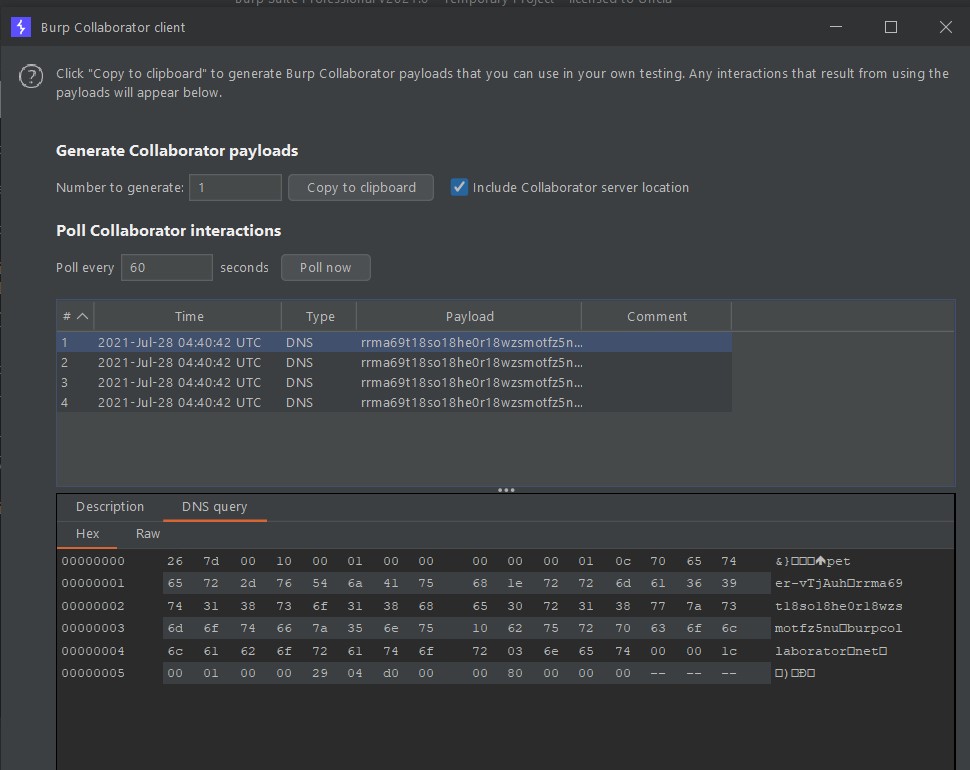 Burp Collaborator client
Click "Copy to clipboard" to generate Burp Collaborator payloads that you can use in your own testing. Any interactions that result from using the
payloads will appear below.
Generate Collaborator payloads
Number to generate: 1 Copy to clipboard Include Collaborator server location
Poll Collaborator interactions
Poll every 60 seconds Poll now
# Time Type Payload Comment
1 2021-Jul-28 04:40:42 UTC DNS rrma69t18so18he0r18wzsmotfz5n...
2 2021-Jul-28 04:40:42 UTC DNS rrma69t18so18he0r18wzsmotfz5n...
3 2021-Jul-28 04:40:42 UTC DNS rrma69t18so18he0r18wzsmotfz5n...
4 2021-Jul-28 04:40:42 UTC DNS rrma69t18so18he0r18wzsmotfz5n...
Description DNS query
Hex Raw
00000000 26 7d 00 10 00 01 00 00 00 00 00 01 0c 70 65 74 &}□□□↑pet
00000001 65 72 2d 76 54 6a 41 75 68 1e 72 72 6d 61 36 39 er-vTjAuh□rrma69
00000002 74 31 38 73 6f 31 38 68 65 30 72 31 38 77 7a 73 t18so18he0r18wzs
00000003 6d 6f 74 66 7a 35 6e 75 10 62 75 72 70 63 6f 6c motfz5nu□burpcol
00000004 6c 61 62 6f 72 61 74 6f 72 03 6e 65 74 00 00 1c laborator□net□
00000005 00 01 00 00 29 04 d0 00 00 80 00 00 00 -- -- -- □)□Ð□